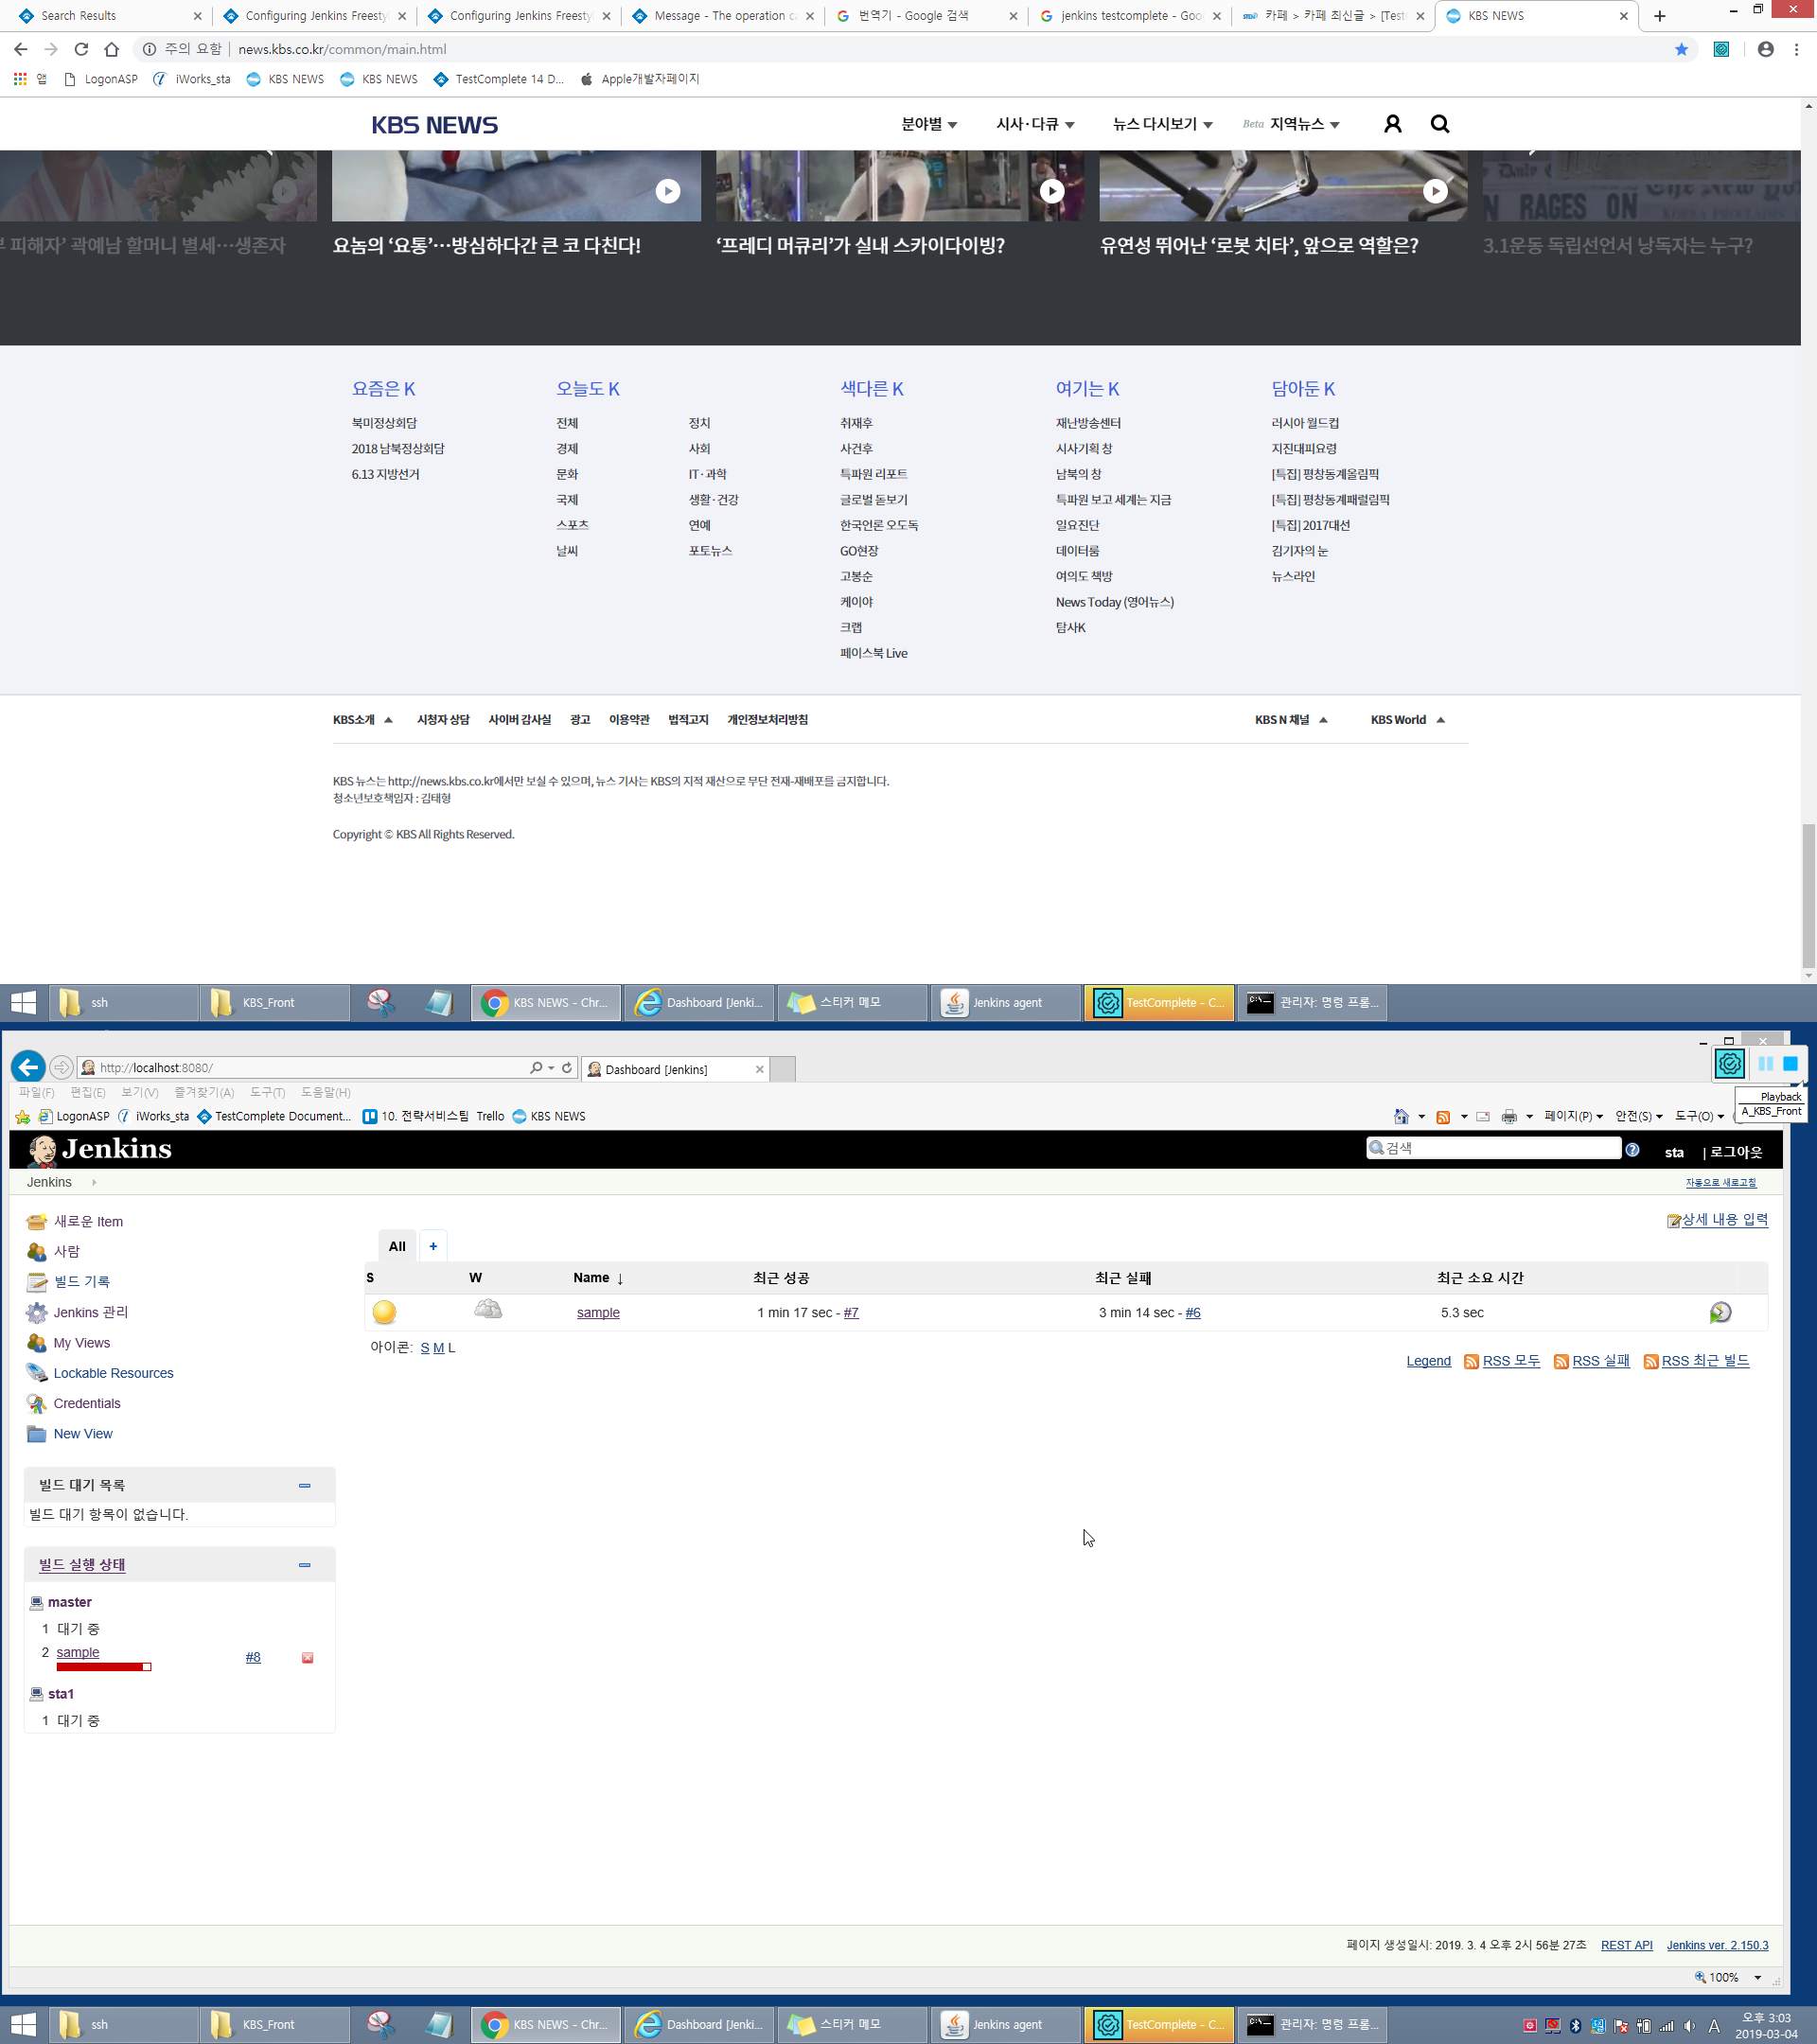 Search Results
Configuring Jenkins Freesty
Configuring Jenkins Freesty
Message - The operation c
번역기 - Google 검색
jenkins testcomplete - Goo
카페 > 카페 최신글 > [Test
KBS NEWS
주의 요함 | news.kbs.co.kr/common/main.html
앱 LogonASP iWorks_sta KBS NEWS KBS NEWS TestComplete 14 D... Apple개발자페이지
KBS NEWS 분야별 시사·다큐 뉴스 다시보기 Beta 지역뉴스
RAGES ON
피해자’ 곽예남 할머니 별세…생존자 요놈의 ‘요통’…방심하다간 큰 코 다친다! ‘프레디 머큐리’가 실내 스카이다이빙? 유연성 뛰어난 ‘로봇 치타’, 앞으로 역할은? 3.1운동 독립선언서 낭독자는 누구?
요즘은 K
북미정상회담
2018 남북정상회담
6.13 지방선거
오늘도 K
전체 정치
경제 사회
문화 IT·과학
국제 생활·건강
스포츠 연예
날씨 포토뉴스
색다른 K
취재후
사건후
특파원 리포트
글로벌 돋보기
한국언론 오도독
GO현장
고봉순
케이야
크랩
페이스북 Live
여기는 K
재난방송센터
시사기획 창
남북의 창
특파원 보고 세계는 지금
일요진단
데이터룸
여의도 책방
News Today (영어뉴스)
탐사K
담아둔 K
러시아 월드컵
지진대피요령
[특집] 평창동계올림픽
[특집] 평창동계패럴림픽
[특집] 2017대선
김기자의 눈
뉴스라인
KBS소개 시청자 상담 사이버 감사실 광고 이용약관 법적고지 개인정보처리방침 KBS N 채널 KBS World
KBS 뉴스는 http://news.kbs.co.kr에서만 보실 수 있으며, 뉴스 기사는 KBS의 지적 재산으로 무단 전재-재배포를 금지합니다.
청소년보호책임자 : 김태형
Copyright © KBS All Rights Reserved.
ssh KBS_Front KBS NEWS - Chr... Dashboard [Jenki... 스티커 메모 Jenkins agent TestComplete - C... 관리자: 명령 프롬...
http://localhost:8080/ Dashboard [Jenkins]
파일(F) 편집(E) 보기(V) 즐겨찾기(A) 도구(T) 도움말(H)
Playback
A_KBS_Front
LogonASP iWorks_sta TestComplete Document... 10. 전략서비스팀 Trello KBS NEWS 페이지(P) 안전(S) 도구(O)
Jenkins 검색 sta | 로그아웃
Jenkins 자동으로 새로고침
새로운 Item
사람
빌드 기록
Jenkins 관리
My Views
Lockable Resources
Credentials
New View
상세 내용 입력
All +
S W Name ↓ 최근 성공 최근 실패 최근 소요 시간
sample 1 min 17 sec - #7 3 min 14 sec - #6 5.3 sec
아이콘: S M L
Legend RSS 모두 RSS 실패 RSS 최근 빌드
빌드 대기 목록
빌드 대기 항목이 없습니다.
빌드 실행 상태
master
1 대기 중
2 sample #8
sta1
1 대기 중
페이지 생성일시: 2019. 3. 4 오후 2시 56분 27초 REST API Jenkins ver. 2.150.3
100%
ssh KBS_Front KBS NEWS - Chr... Dashboard [Jenki... 스티커 메모 Jenkins agent TestComplete - C... 관리자: 명령 프롬... A 오후 3:03
2019-03-04